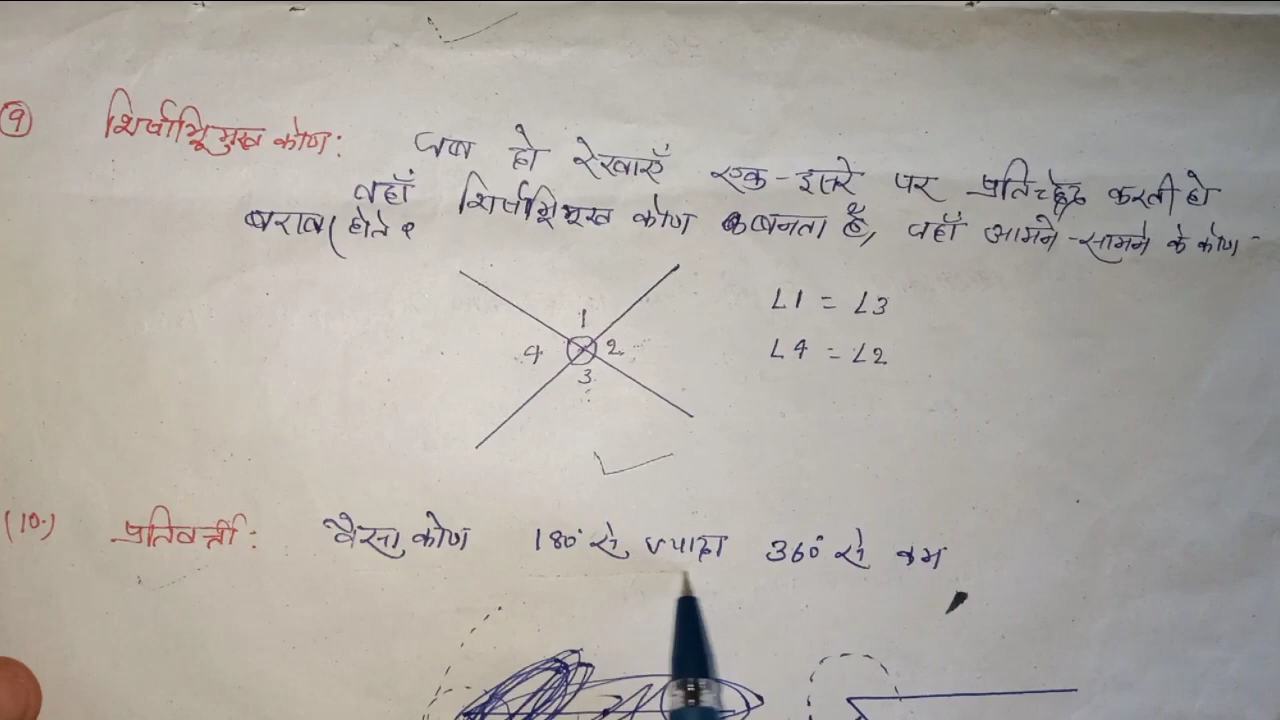 9 शिर्षाभिमुख कोण: जब दो रेखाएँ एक-दूसरे पर प्रतिच्छेद करती हो
वहाँ शिर्षाभिमुख कोण बनता है, वहाँ आमने-सामने के कोण
बराबर होते
1
4 2
3
∠1 = ∠3
∠4 = ∠2
(10.) प्रतिवर्ती: वैसा कोण 180° से ज्यादा 360° से कम